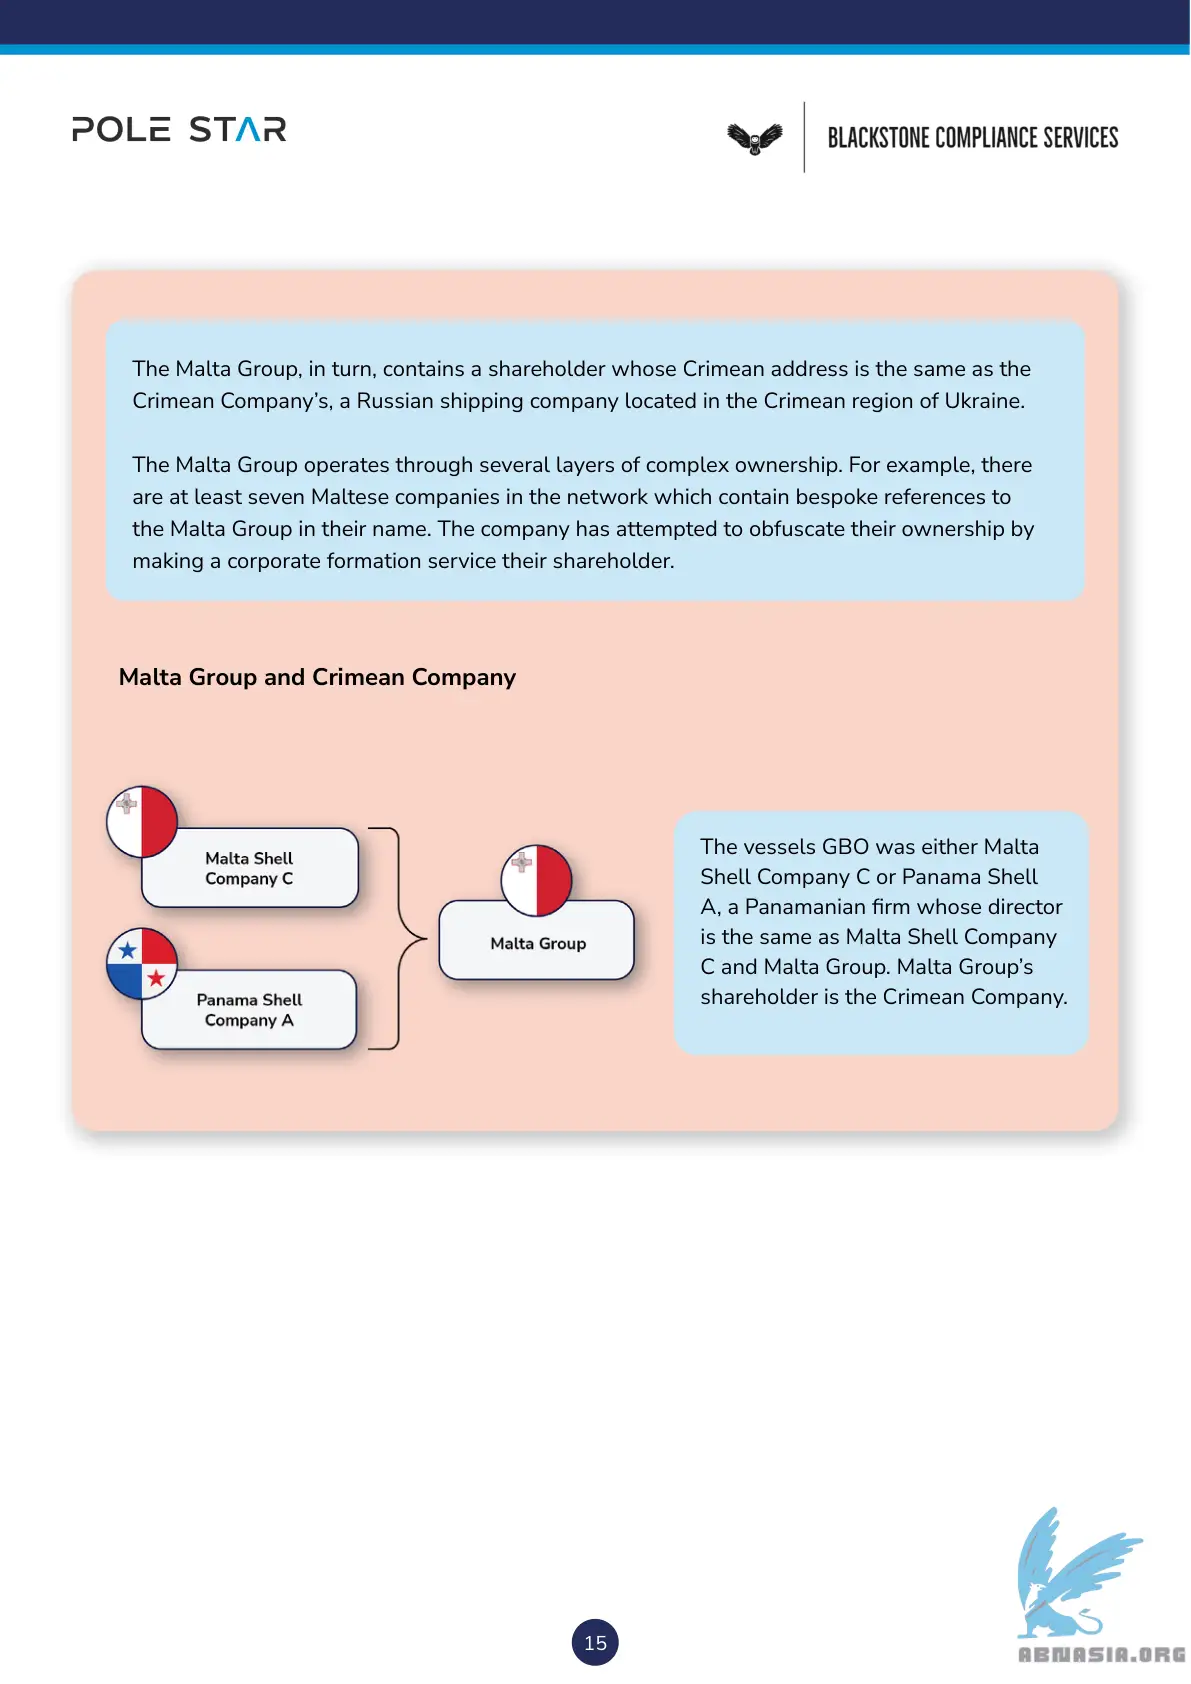 POLE STAR
BLACKSTONE COMPLIANCE SERVICES
The Malta Group, in turn, contains a shareholder whose Crimean address is the same as the
Crimean Company’s, a Russian shipping company located in the Crimean region of Ukraine.
The Malta Group operates through several layers of complex ownership. For example, there
are at least seven Maltese companies in the network which contain bespoke references to
the Malta Group in their name. The company has attempted to obfuscate their ownership by
making a corporate formation service their shareholder.
Malta Group and Crimean Company
Malta Shell
Company C
Panama Shell
Company A
Malta Group
The vessels GBO was either Malta
Shell Company C or Panama Shell
A, a Panamanian firm whose director
is the same as Malta Shell Company
C and Malta Group. Malta Group’s
shareholder is the Crimean Company.
15
ABNASIA.ORG